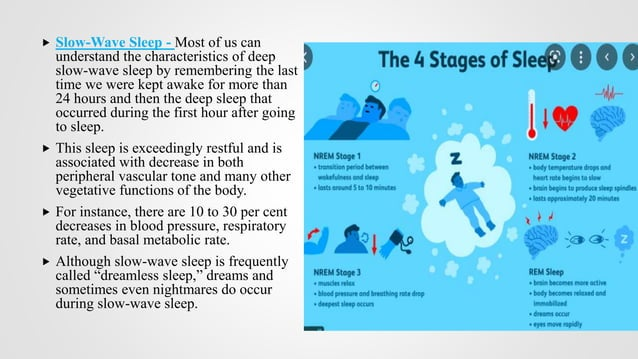 Slow-Wave Sleep - Most of us can
understand the characteristics of deep
slow-wave sleep by remembering the last
time we were kept awake for more than
24 hours and then the deep sleep that
occurred during the first hour after going
to sleep.
This sleep is exceedingly restful and is
associated with decrease in both
peripheral vascular tone and many other
vegetative functions of the body.
For instance, there are 10 to 30 per cent
decreases in blood pressure, respiratory
rate, and basal metabolic rate.
Although slow-wave sleep is frequently
called “dreamless sleep,” dreams and
sometimes even nightmares do occur
during slow-wave sleep.
The 4 Stages of Sleep
NREM Stage 1
• transition period between
wakefulness and sleep
• lasts around 5 to 10 minutes
Z
NREM Stage 2
• body temperature drops and
heart rate begins to slow
• brain begins to produce sleep spindles
• lasts approximately 20 minutes
NREM Stage 3
• muscles relax
• blood pressure and breathing rate drop
• deepest sleep occurs
Z
REM Sleep
• brain becomes more active
• body becomes relaxed and
immobilized
• dreams occur
• eyes move rapidly